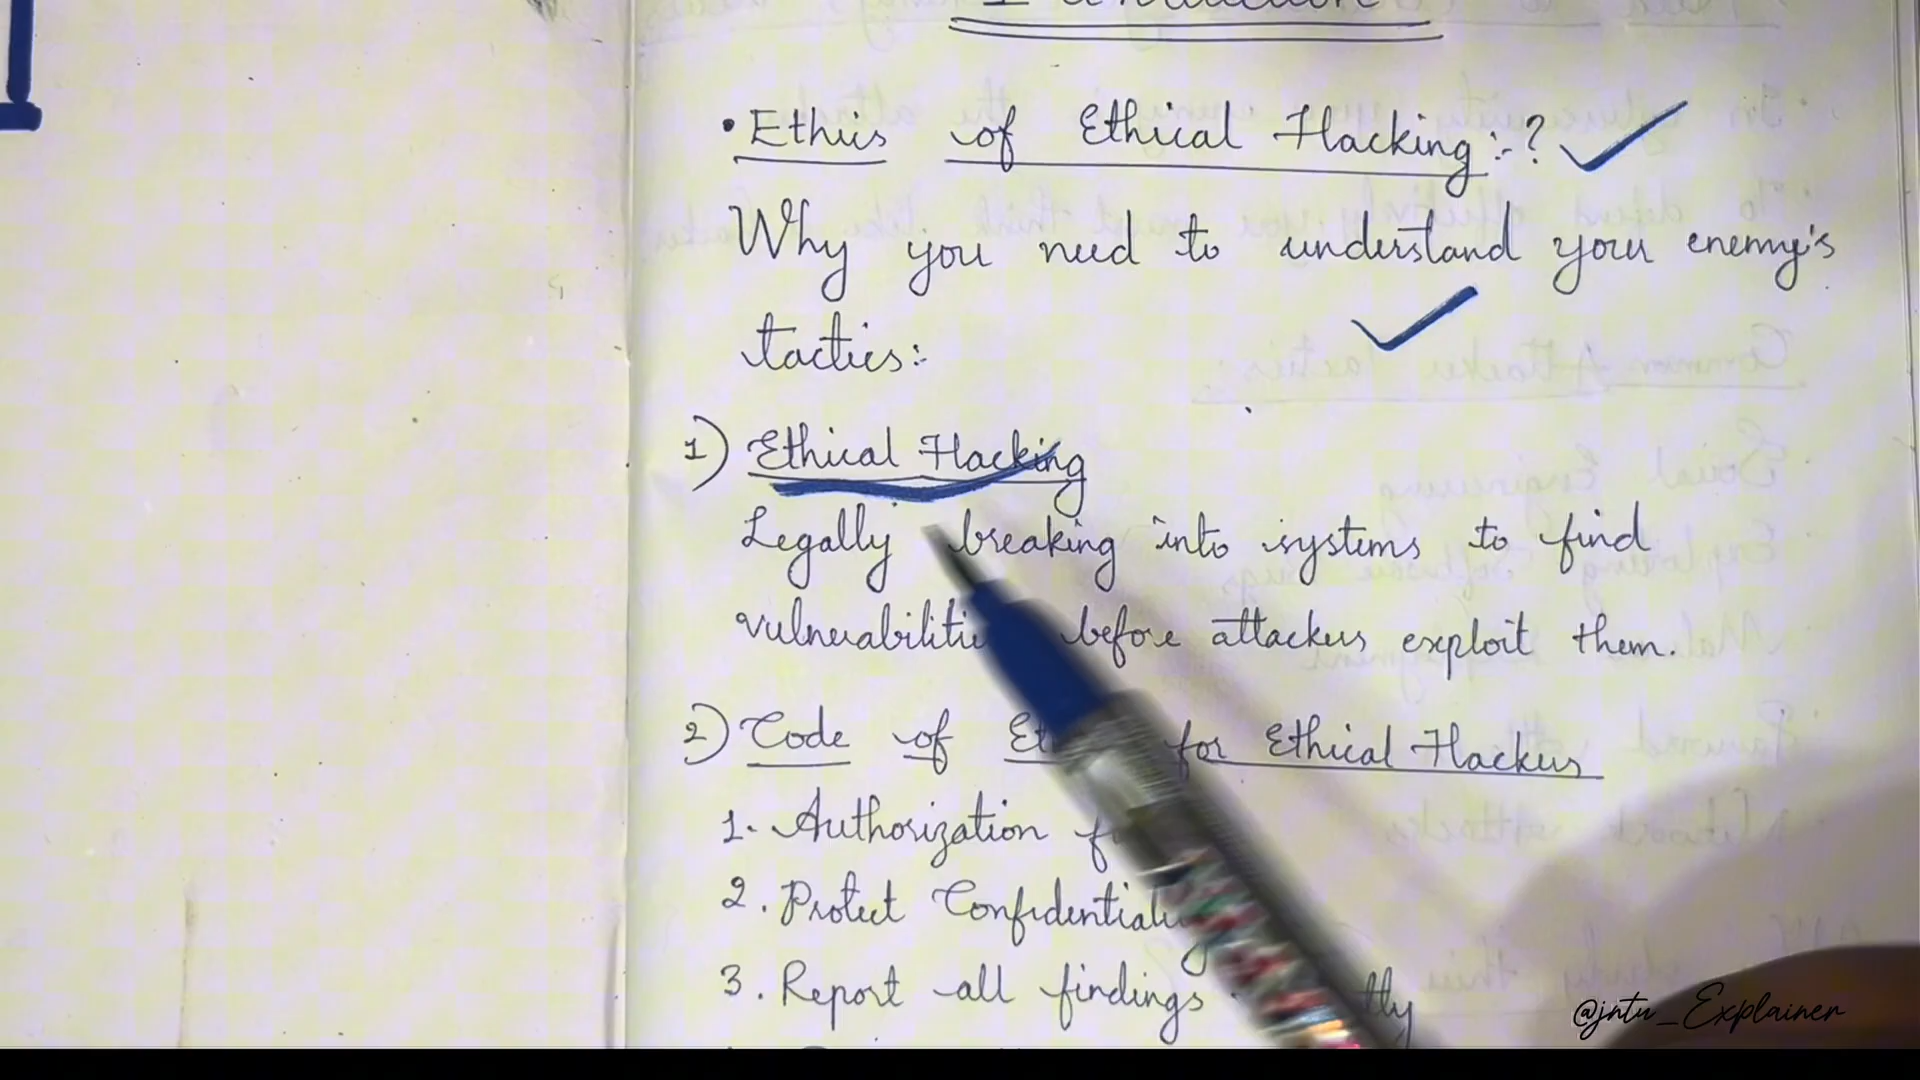 • Ethics of Ethical Hacking :- ?
Why you need to understand your enemy's
tactics :-
1) Ethical Hacking
Legally breaking into systems to find
before attackers exploit them.
2) Code of for Ethical Hackers
1. Authorization
2. Protect
3. Report all findings
@jntu_Explainer